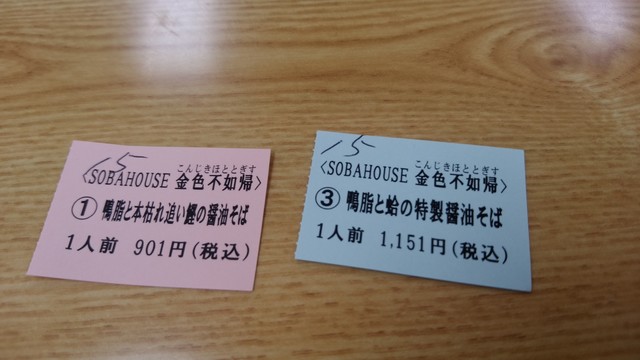 15
こんじきほととぎす
〈SOBAHOUSE 金色不如帰〉
① 鴨脂と本枯れ追い鰹の醤油そば
1人前 901円(税込)
15
こんじきほととぎす
〈SOBAHOUSE 金色不如帰〉
③ 鴨脂と蛤の特製醤油そば
1人前 1,151円(税込)